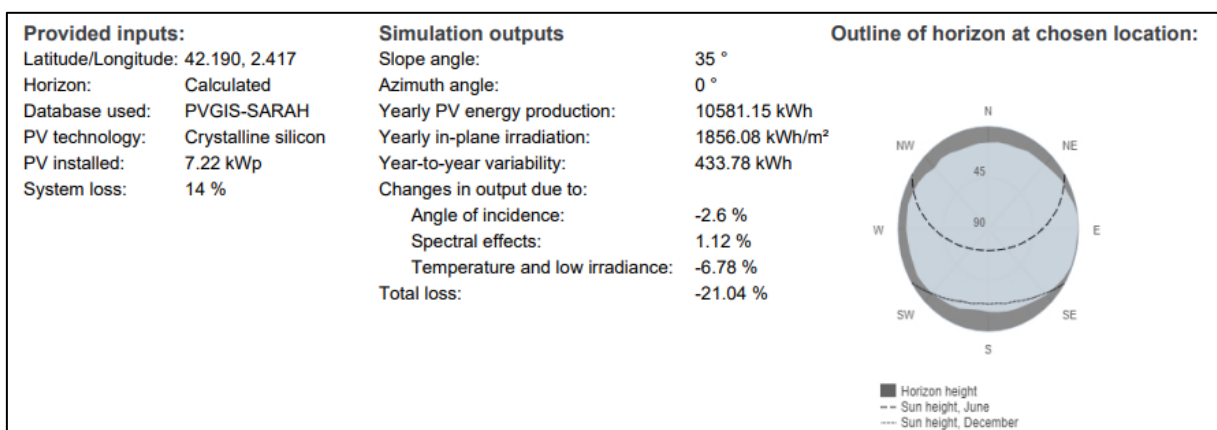 Provided inputs:
Latitude/Longitude: 42.190, 2.417
Horizon: Calculated
Database used: PVGIS-SARAH
PV technology: Crystalline silicon
PV installed: 7.22 kWp
System loss: 14 %
Simulation outputs
Slope angle: 35 °
Azimuth angle: 0 °
Yearly PV energy production: 10581.15 kWh
Yearly in-plane irradiation: 1856.08 kWh/m²
Year-to-year variability: 433.78 kWh
Changes in output due to:
Angle of incidence: -2.6 %
Spectral effects: 1.12 %
Temperature and low irradiance: -6.78 %
Total loss: -21.04 %
Outline of horizon at chosen location:
N
NW
NE
45
W
90
E
SW
SE
S
Horizon height
Sun height, June
Sun height, December